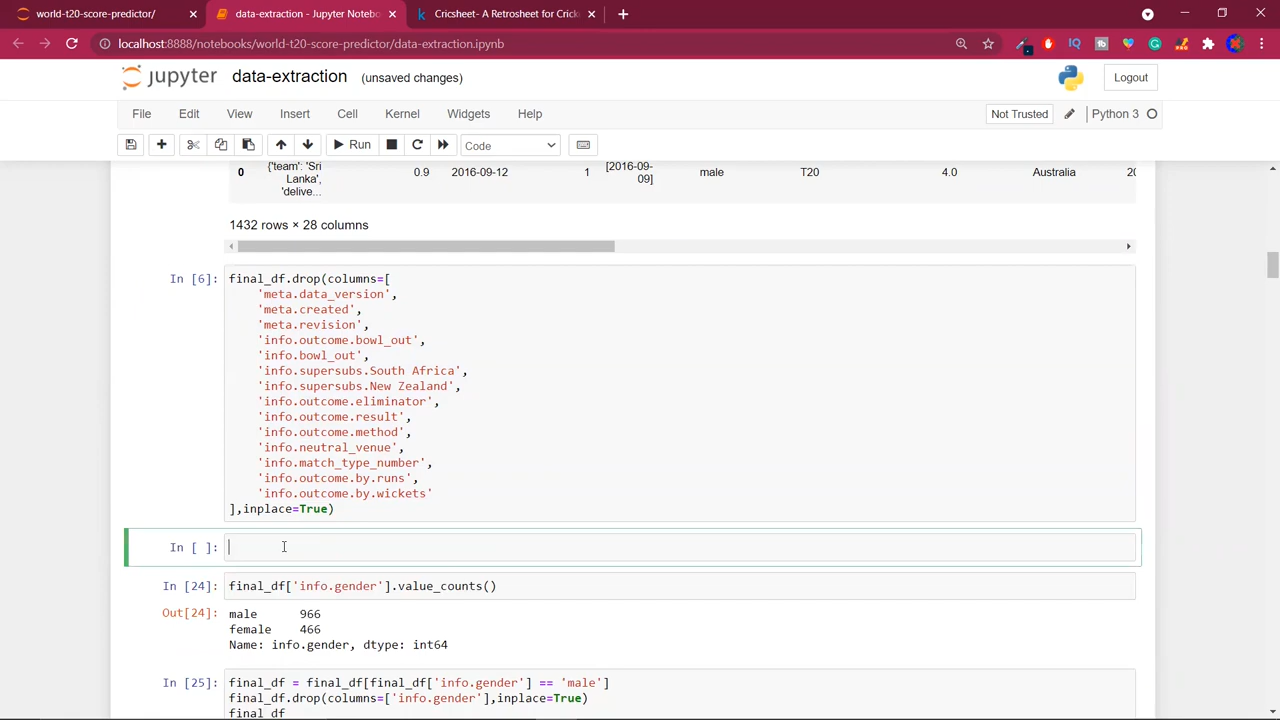 world-t20-score-predictor/
data-extraction - Jupyter Notebo
Cricsheet- A Retrosheet for Crick
localhost:8888/notebooks/world-t20-score-predictor/data-extraction.ipynb
jupyter data-extraction (unsaved changes)
Logout
File Edit View Insert Cell Kernel Widgets Help
Not Trusted
Python 3
Run
Code
0 {'team': 'Sri Lanka', 'delive... 0.9 2016-09-12 1 [2016-09-09] male T20 4.0 Australia 20
1432 rows × 28 columns
In [6]: final_df.drop(columns=[
'meta.data_version',
'meta.created',
'meta.revision',
'info.outcome.bowl_out',
'info.bowl_out',
'info.supersubs.South Africa',
'info.supersubs.New Zealand',
'info.outcome.eliminator',
'info.outcome.result',
'info.outcome.method',
'info.neutral_venue',
'info.match_type_number',
'info.outcome.by.runs',
'info.outcome.by.wickets'
],inplace=True)
In [ ]:
In [24]: final_df['info.gender'].value_counts()
Out[24]: male 966
female 466
Name: info.gender, dtype: int64
In [25]: final_df = final_df[final_df['info.gender'] == 'male']
final_df.drop(columns=['info.gender'],inplace=True)
final_df